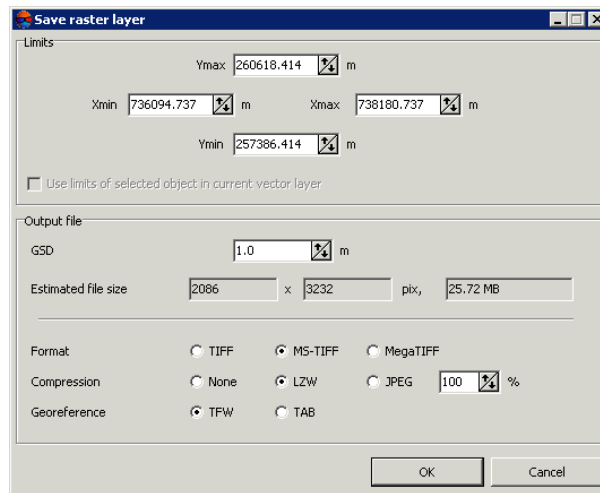 Save raster layer
Limits
Ymax 260618.414 m
Xmin 736094.737 m Xmax 738180.737 m
Ymin 257386.414 m
Use limits of selected object in current vector layer
Output file
GSD 1.0 m
Estimated file size 2086 x 3232 pix, 25.72 MB
Format TIFF MS-TIFF MegaTIFF
Compression None LZW JPEG 100 %
Georeference TFW TAB
OK Cancel